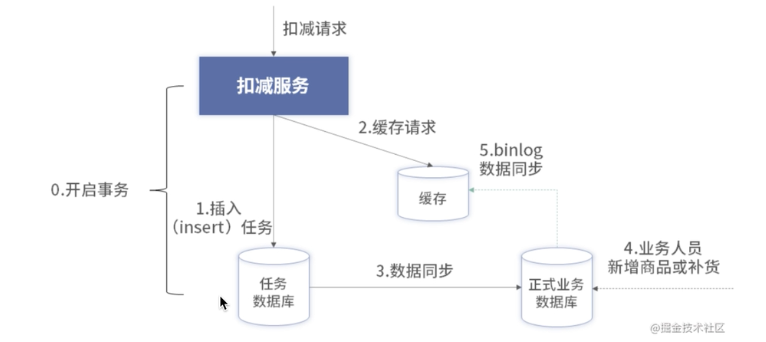 扣减请求
扣减服务
2.缓存请求
5.binlog
数据同步
0.开启事务
缓存
1.插入
（insert）任务
4.业务人员
新增商品或补货
3.数据同步
任务
数据库
正式业务
数据库
@掘金技术社区